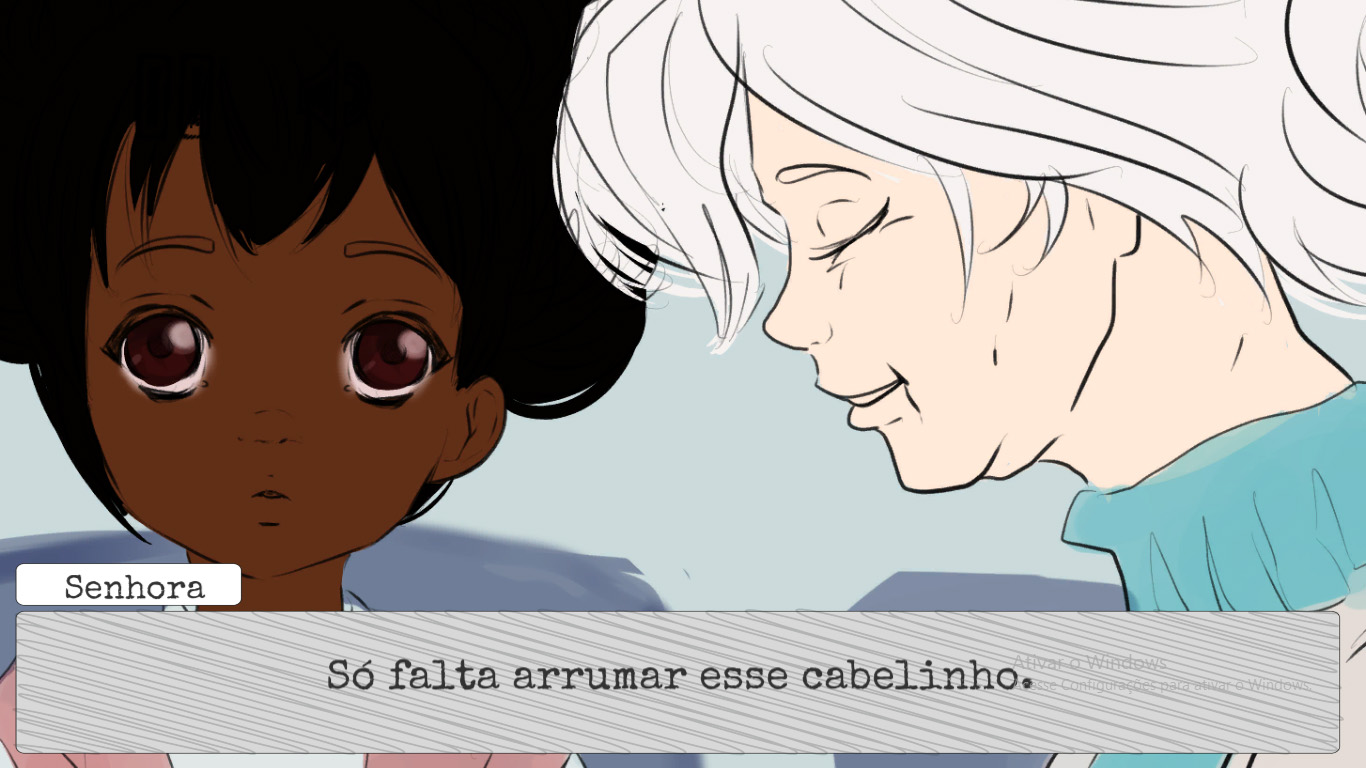 Senhora
Só falta arrumar esse cabelinho.
Ativar o Windows
Acesse Configurações para ativar o Windows.